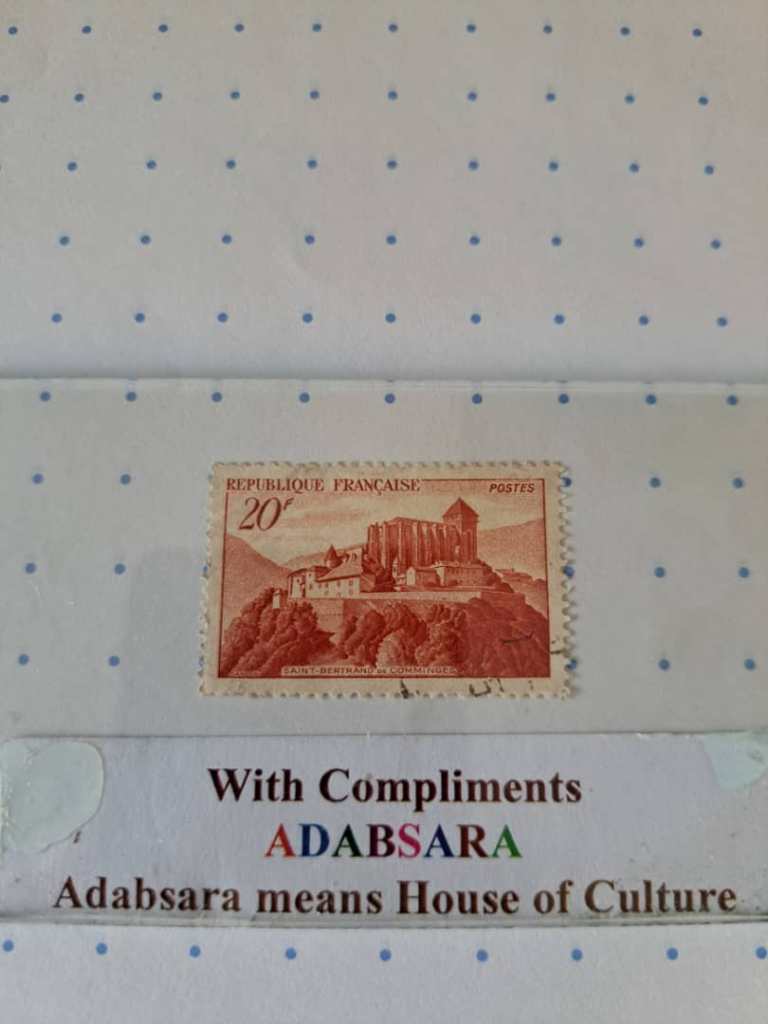 REPUBLIQUE FRANÇAISE POSTES
20F
SAINT-BERTRAND DE COMMINGES
With Compliments
ADABSARA
Adabsara means House of Culture